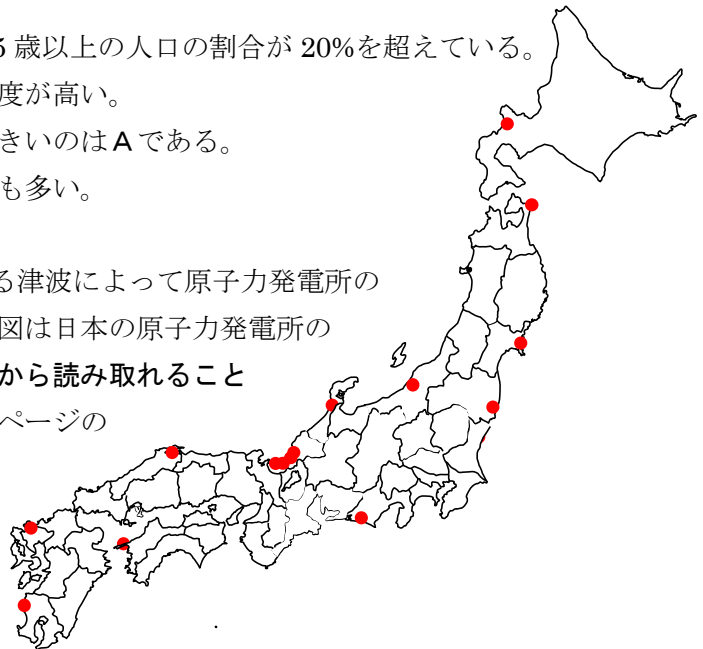 歳以上の人口の割合が 20%を超えている。
度が高い。
きいのは A である。
も多い。
る津波によって原子力発電所の
図は日本の原子力発電所の
から読み取れること
ページの